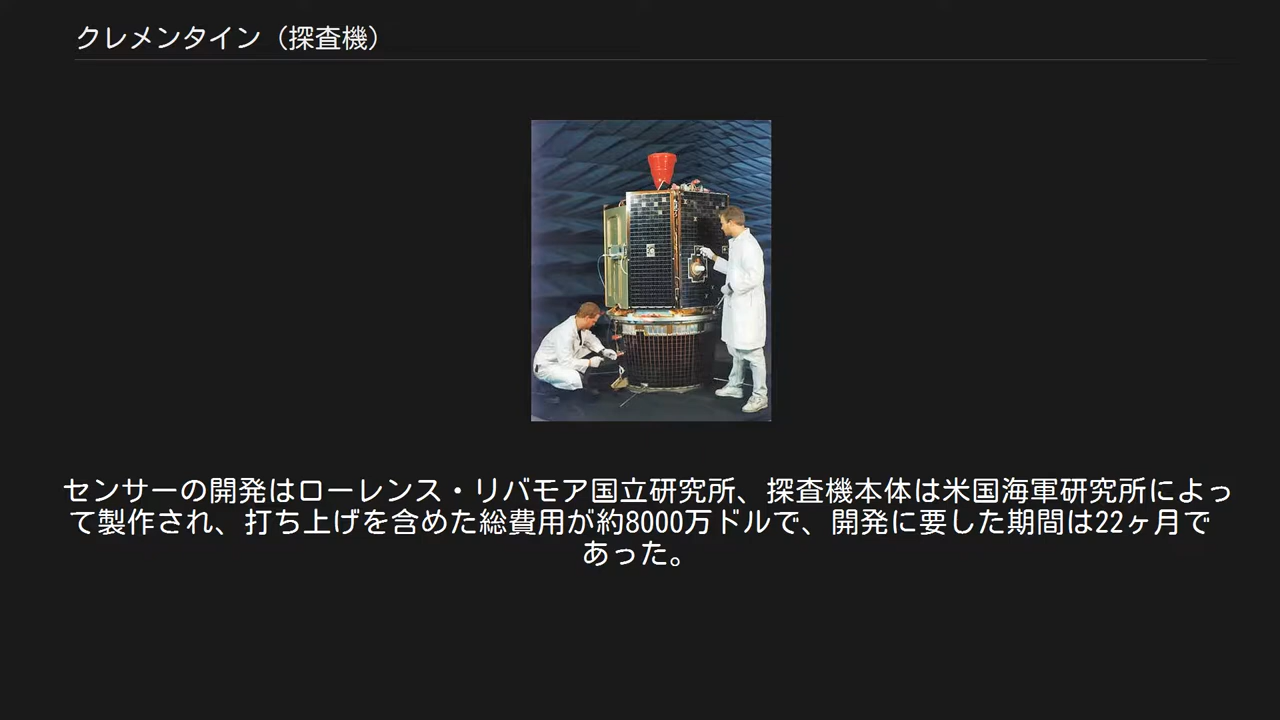 クレメンタイン（探査機）
センサーの開発はローレンス・リバモア国立研究所、探査機本体は米国海軍研究所によっ
て製作され、打ち上げを含めた総費用が約8000万ドルで、開発に要した期間は22ヶ月で
あった。